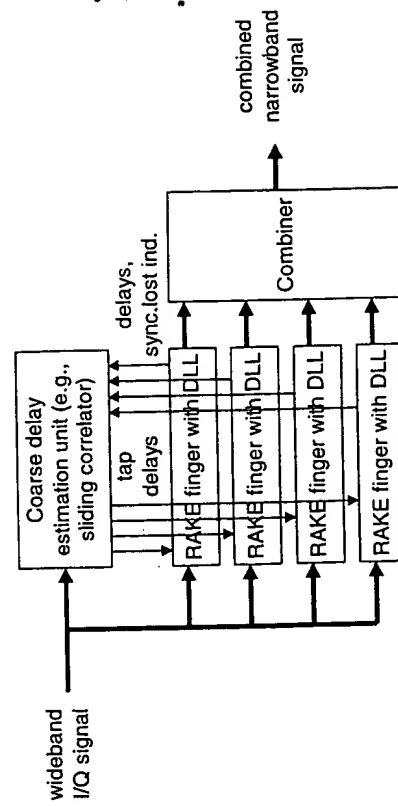 wideband
I/Q signal
Coarse delay
estimation unit (e.g.,
sliding correlator)
tap
delays
delays,
sync.lost ind.
RAKE finger with DLL
RAKE finger with DLL
RAKE finger with DLL
RAKE finger with DLL
Combiner
combined
narrowband
signal